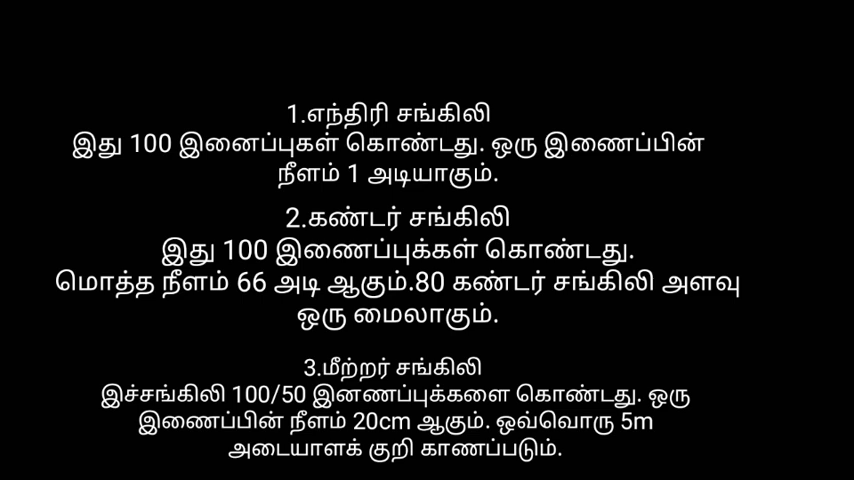 1.எந்திரி சங்கிலி
இது 100 இனைப்புகள் கொண்டது. ஒரு இணைப்பின்
நீளம் 1 அடியாகும்.
2.கண்டர் சங்கிலி
இது 100 இணைப்புக்கள் கொண்டது.
மொத்த நீளம் 66 அடி ஆகும்.80 கண்டர் சங்கிலி அளவு
ஒரு மைலாகும்.
3.மீற்றர் சங்கிலி
இச்சங்கிலி 100/50 இனணப்புக்களை கொண்டது. ஒரு
இணைப்பின் நீளம் 20cm ஆகும். ஒவ்வொரு 5m
அடையாளக் குறி காணப்படும்.